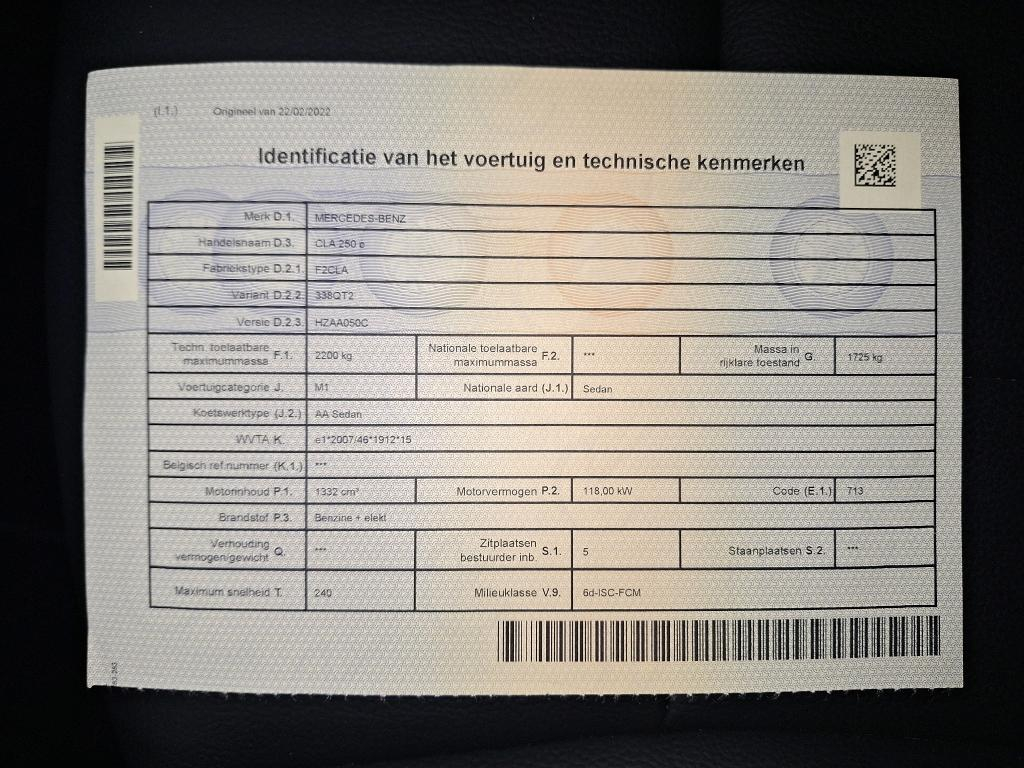 (I.1.) Origineel van 22/02/2022
Identificatie van het voertuig en technische kenmerken
Merk D.1. MERCEDES-BENZ
Handelsnaam D.3. CLA 250 e
Fabriekstype D.2.1. F2CLA
Variant D.2.2. 338QT2
Versie D.2.3. HZAA050C
Techn. toelaatbare maximummassa F.1. 2200 kg Nationale toelaatbare maximummassa F.2. *** Massa in rijklare toestand G. 1725 kg
Voertuigcategorie J. M1 Nationale aard (J.1.) Sedan
Koetswerktype (J.2.) AA Sedan
WVTA K. e1*2007/46*1912*15
Belgisch ref.nummer (K.1.) ***
Motorinhoud P.1. 1332 cm³ Motorvermogen P.2. 118,00 kW Code (E.1.) 713
Brandstof P.3. Benzine + elekt
Verhouding vermogen/gewicht Q. *** Zitplaatsen bestuurder inb. S.1. 5 Staanplaatsen S.2. ***
Maximum snelheid T. 240 Milieuklasse V.9. 6d-ISC-FCM